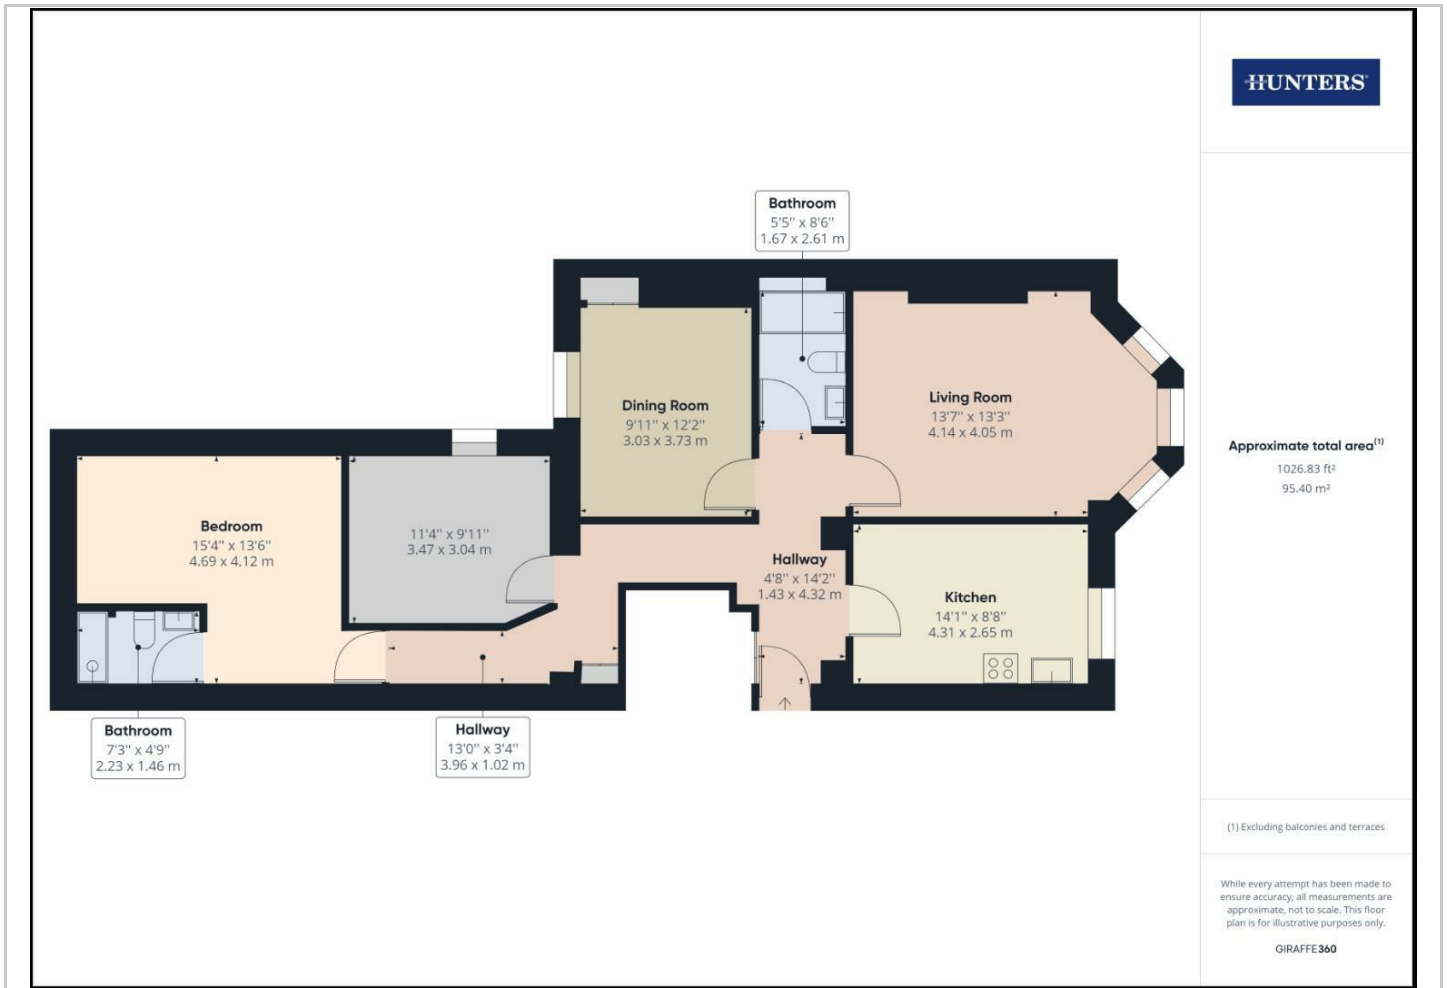 HUNTERS
Bathroom
5'5" x 8'6"
1.67 x 2.61 m
Dining Room
9'11" x 12'2"
3.03 x 3.73 m
Living Room
13'7" x 13'3"
4.14 x 4.05 m
Bedroom
15'4" x 13'6"
4.69 x 4.12 m
11'4" x 9'11"
3.47 x 3.04 m
Hallway
4'8" x 14'2"
1.43 x 4.32 m
Kitchen
14'1" x 8'8"
4.31 x 2.65 m
Bathroom
7'3" x 4'9"
2.23 x 1.46 m
Hallway
13'0" x 3'4"
3.96 x 1.02 m
Approximate total area(1)
1026.83 ft²
95.40 m²
(1) Excluding balconies and terraces
While every attempt has been made to
ensure accuracy, all measurements are
approximate, not to scale. This floor
plan is for illustrative purposes only.
GIRAFFE360